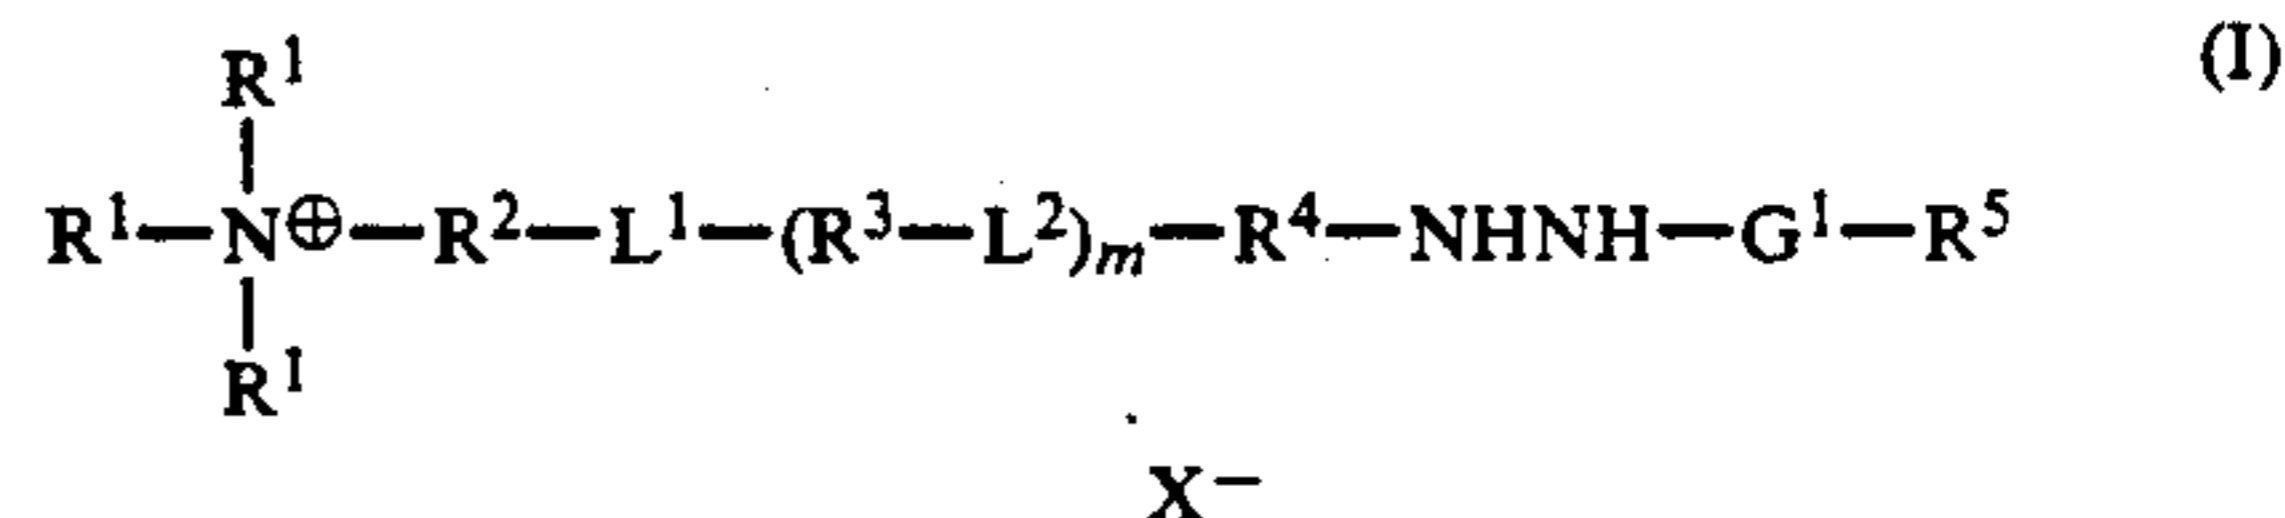 R¹ (I)
R¹—N⊕—R²—L¹—(R³—L²)ₘ—R⁴—NHNH—G¹—R⁵
R¹
X⁻